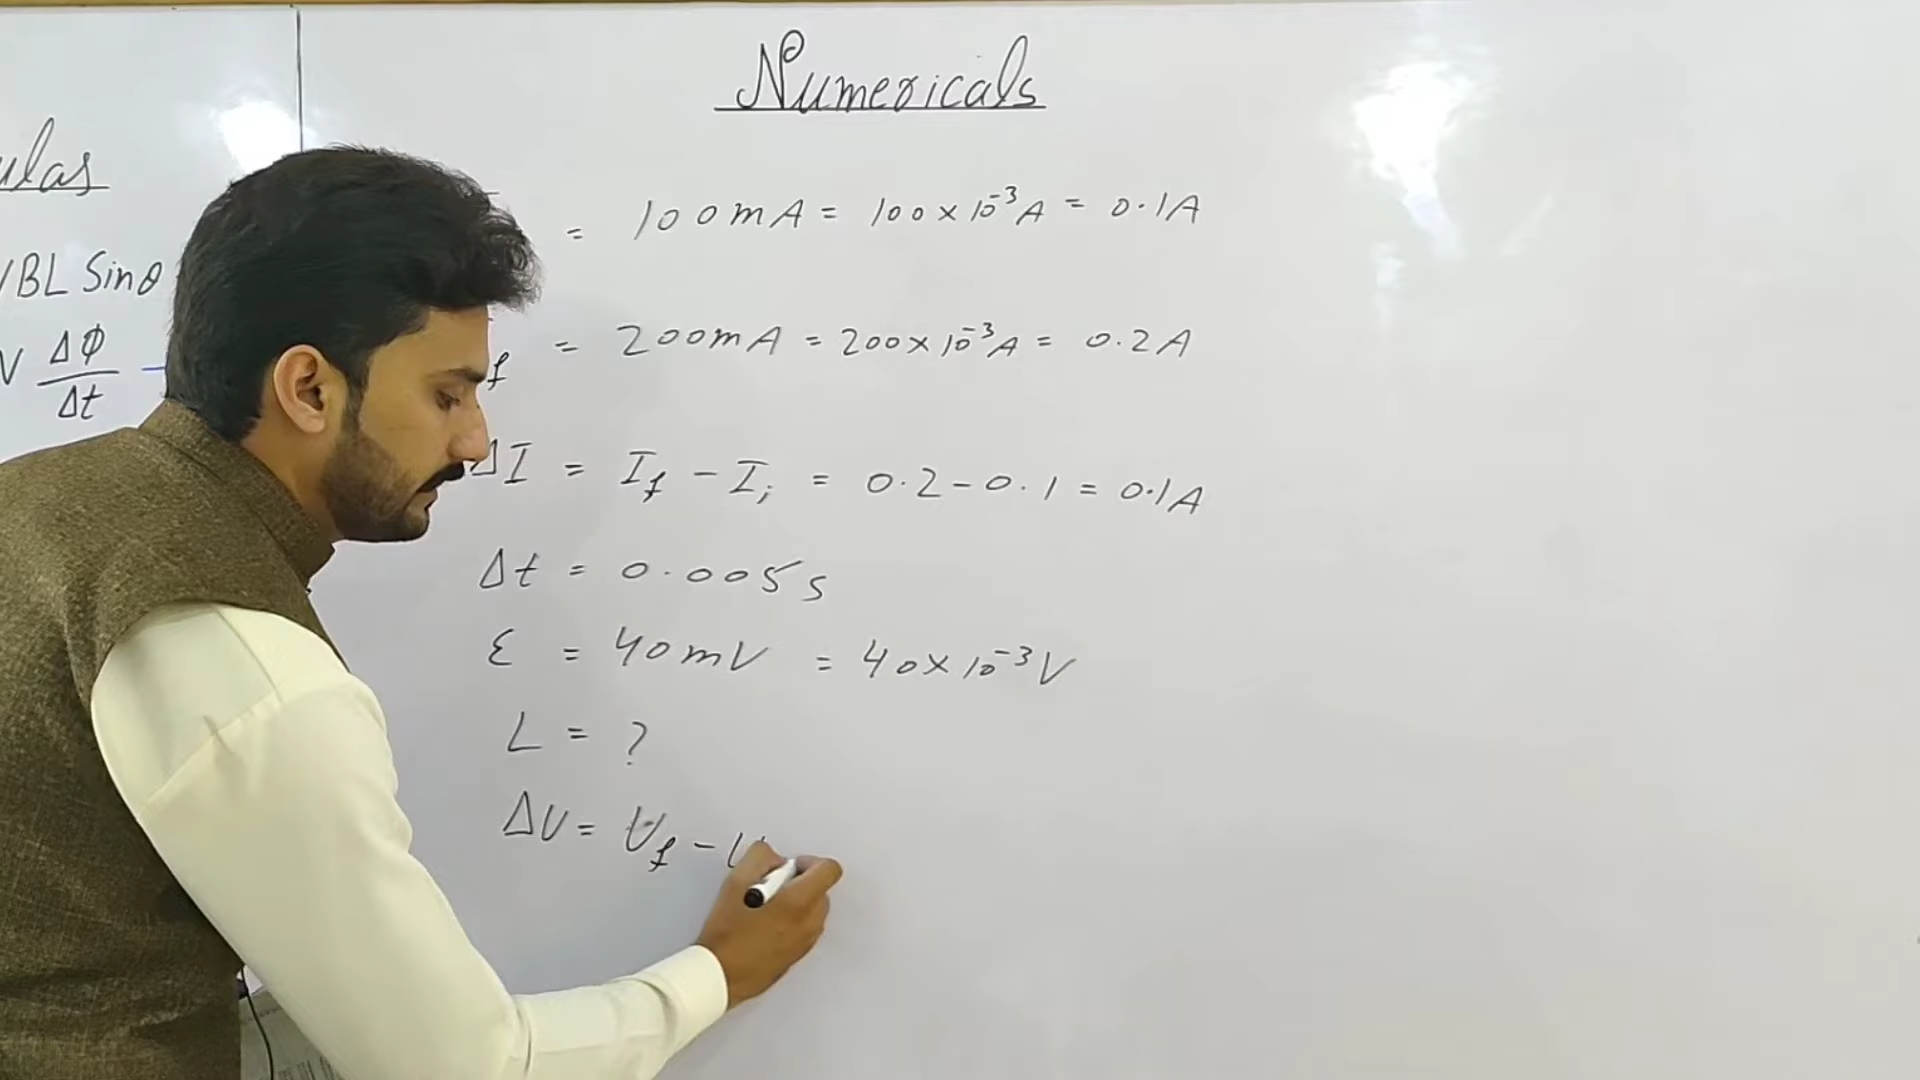 Numericals
ulas
= 100mA = 100×10⁻³A = 0.1A
VBL Sinθ
f = 200mA = 200×10⁻³A = 0.2A
N ΔΦ/Δt
ΔI = I_f − I_i = 0.2 − 0.1 = 0.1A
Δt = 0.005s
ε = 40mV = 40×10⁻³V
L = ?
ΔU = U_f − U